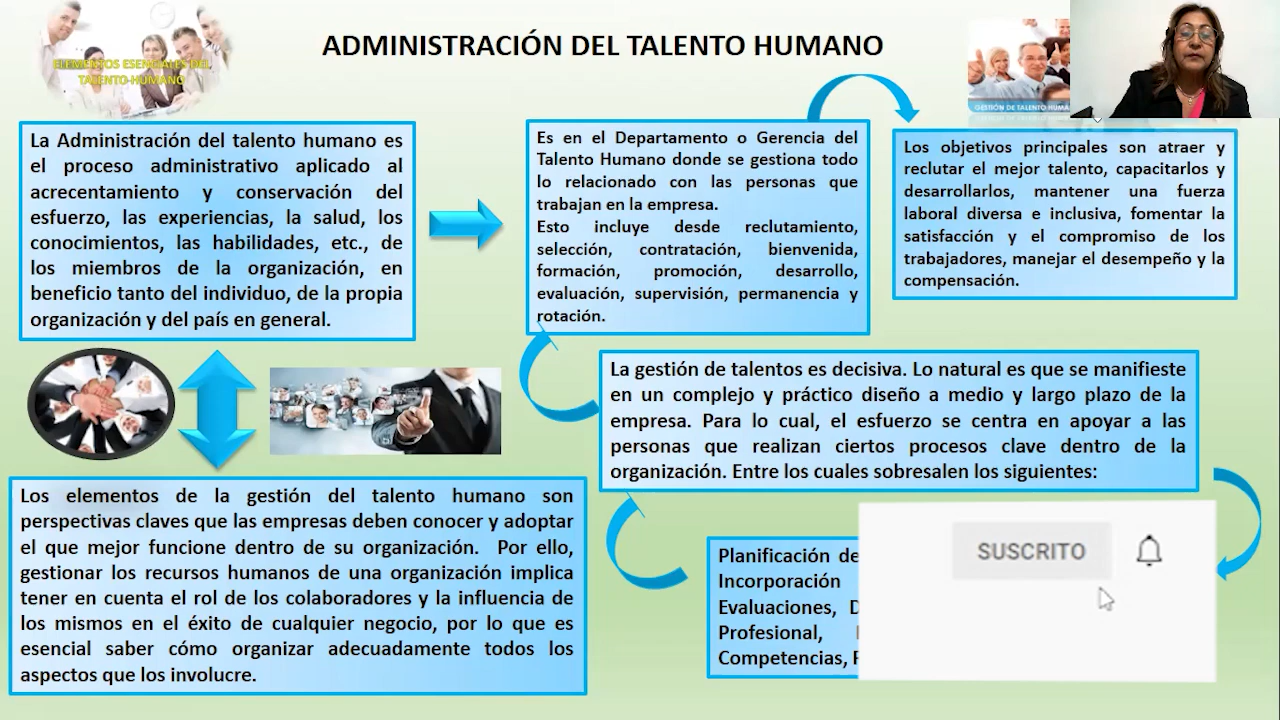 ELEMENTOS ESENCIALES DEL
TALENTO HUMANO
ADMINISTRACIÓN DEL TALENTO HUMANO
GESTIÓN DE TALENTO
La Administración del talento humano es
el proceso administrativo aplicado al
acrecentamiento y conservación del
esfuerzo, las experiencias, la salud, los
conocimientos, las habilidades, etc., de
los miembros de la organización, en
beneficio tanto del individuo, de la propia
organización y del país en general.
Es en el Departamento o Gerencia del
Talento Humano donde se gestiona todo
lo relacionado con las personas que
trabajan en la empresa.
Esto incluye desde reclutamiento,
selección, contratación, bienvenida,
formación, promoción, desarrollo,
evaluación, supervisión, permanencia y
rotación.
Los objetivos principales son atraer y
reclutar el mejor talento, capacitarlos y
desarrollarlos, mantener una fuerza
laboral diversa e inclusiva, fomentar la
satisfacción y el compromiso de los
trabajadores, manejar el desempeño y la
compensación.
La gestión de talentos es decisiva. Lo natural es que se manifieste
en un complejo y práctico diseño a medio y largo plazo de la
empresa. Para lo cual, el esfuerzo se centra en apoyar a las
personas que realizan ciertos procesos clave dentro de la
organización. Entre los cuales sobresalen los siguientes:
Los elementos de la gestión del talento humano son
perspectivas claves que las empresas deben conocer y adoptar
el que mejor funcione dentro de su organización. Por ello,
gestionar los recursos humanos de una organización implica
tener en cuenta el rol de los colaboradores y la influencia de
los mismos en el éxito de cualquier negocio, por lo que es
esencial saber cómo organizar adecuadamente todos los
aspectos que los involucre.
Planificación de
Incorporación
Evaluaciones,
Profesional,
Competencias,
SUSCRITO